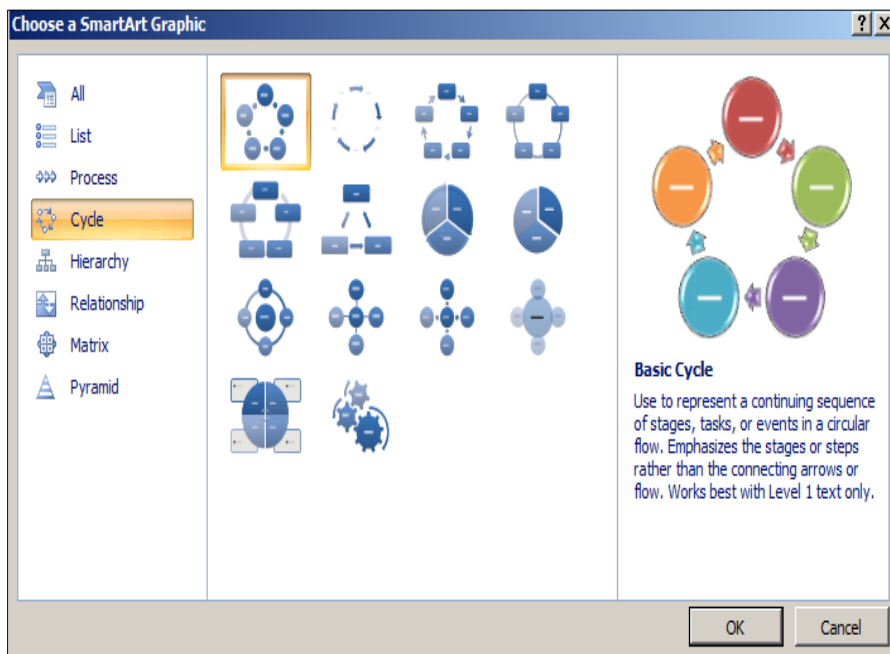 Choose a SmartArt Graphic
All
List
Process
Cycle
Hierarchy
Relationship
Matrix
Pyramid
Basic Cycle
Use to represent a continuing sequence
of stages, tasks, or events in a circular
flow. Emphasizes the stages or steps
rather than the connecting arrows or
flow. Works best with Level 1 text only.
OK
Cancel